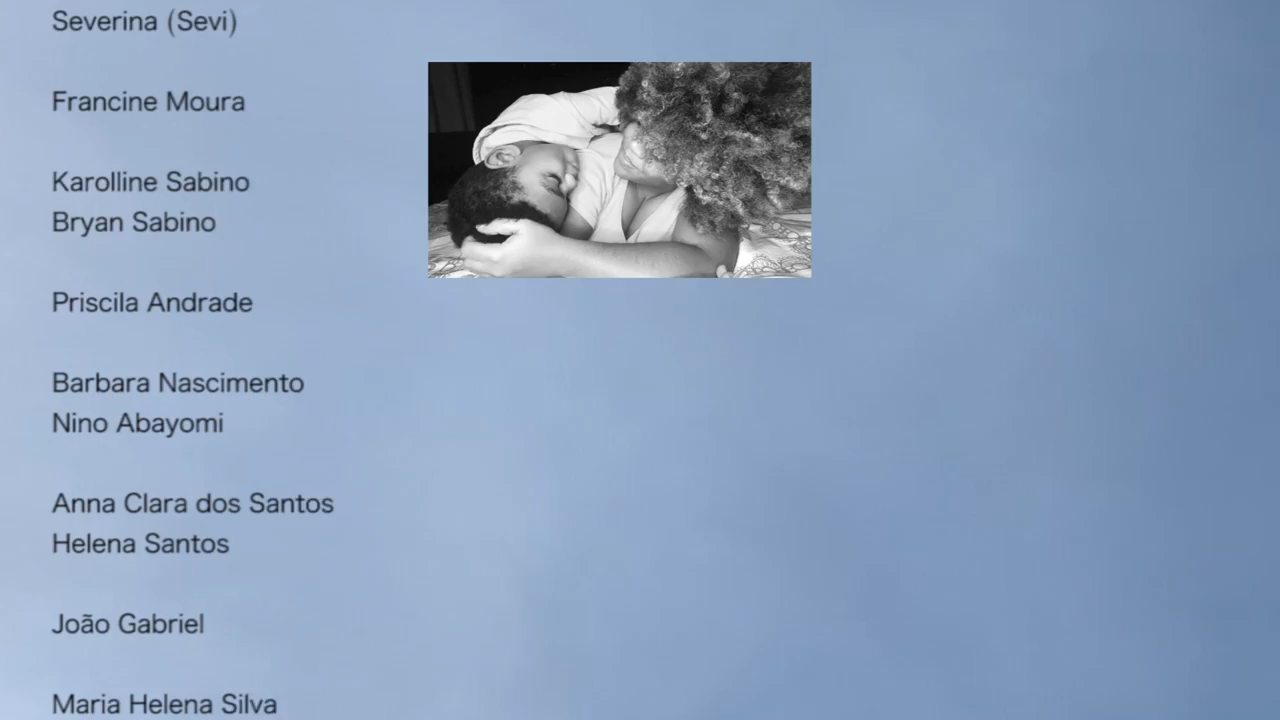 Severina (Sevi)
Francine Moura
Karolline Sabino
Bryan Sabino
Priscila Andrade
Barbara Nascimento
Nino Abayomi
Anna Clara dos Santos
Helena Santos
João Gabriel
Maria Helena Silva